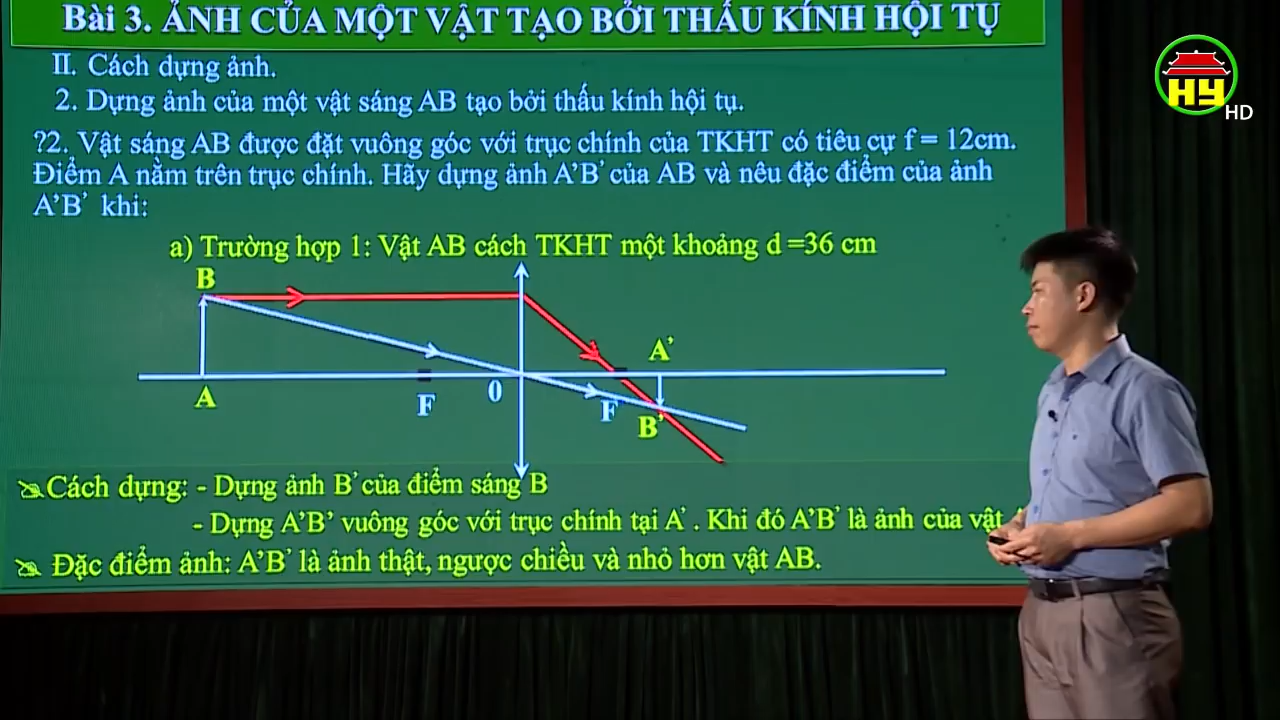 Bài 3. ẢNH CỦA MỘT VẬT TẠO BỞI THẤU KÍNH HỘI TỤ
HY
HD
II. Cách dựng ảnh.
2. Dựng ảnh của một vật sáng AB tạo bởi thấu kính hội tụ.
?2. Vật sáng AB được đặt vuông góc với trục chính của TKHT có tiêu cự f = 12cm.
Điểm A nằm trên trục chính. Hãy dựng ảnh A’B’ của AB và nêu đặc điểm của ảnh
A’B’ khi:
a) Trường hợp 1: Vật AB cách TKHT một khoảng d =36 cm
B
A’
A
F
0
F’
B’
Cách dựng: - Dựng ảnh B’ của điểm sáng B
- Dựng A’B’ vuông góc với trục chính tại A’ . Khi đó A’B’ là ảnh của vật
Đặc điểm ảnh: A’B’ là ảnh thật, ngược chiều và nhỏ hơn vật AB.